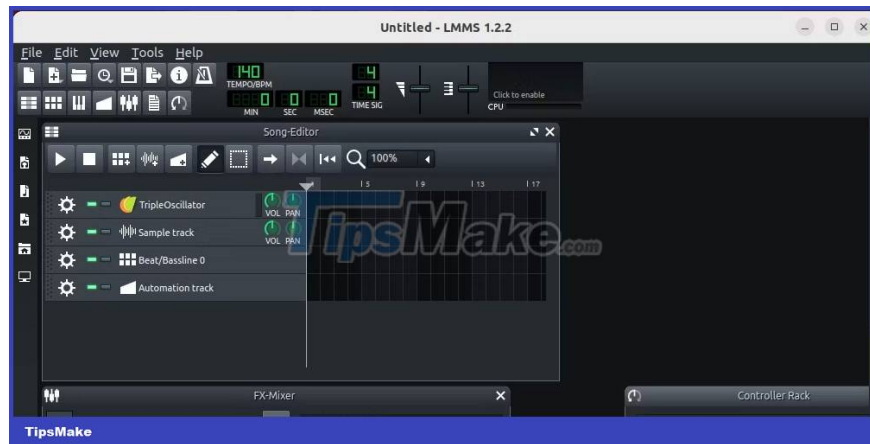 Untitled - LMMS 1.2.2
File Edit View Tools Help
140
TEMPO/BPM
4
4
TIME SIG
0 0 0
MIN SEC MSEC
Click to enable
CPU
Song-Editor
100%
5 9 13 17
TripleOscillator
VOL PAN
Sample track
VOL PAN
Beat/Bassline 0
Automation track
TipsMake.com
FX-Mixer
Controller Rack
TipsMake